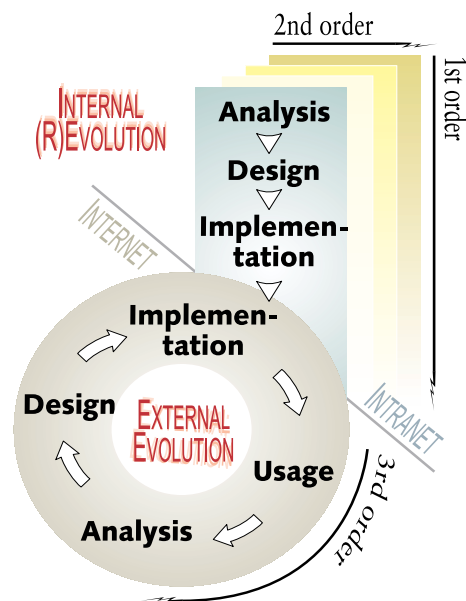 2nd order
1st order
INTERNAL
(R)EVOLUTION
Analysis
Design
Implemen-
tation
INTERNET
Implemen-
tation
Design
EXTERNAL
EVOLUTION
INTRANET
Usage
3rd order
Analysis